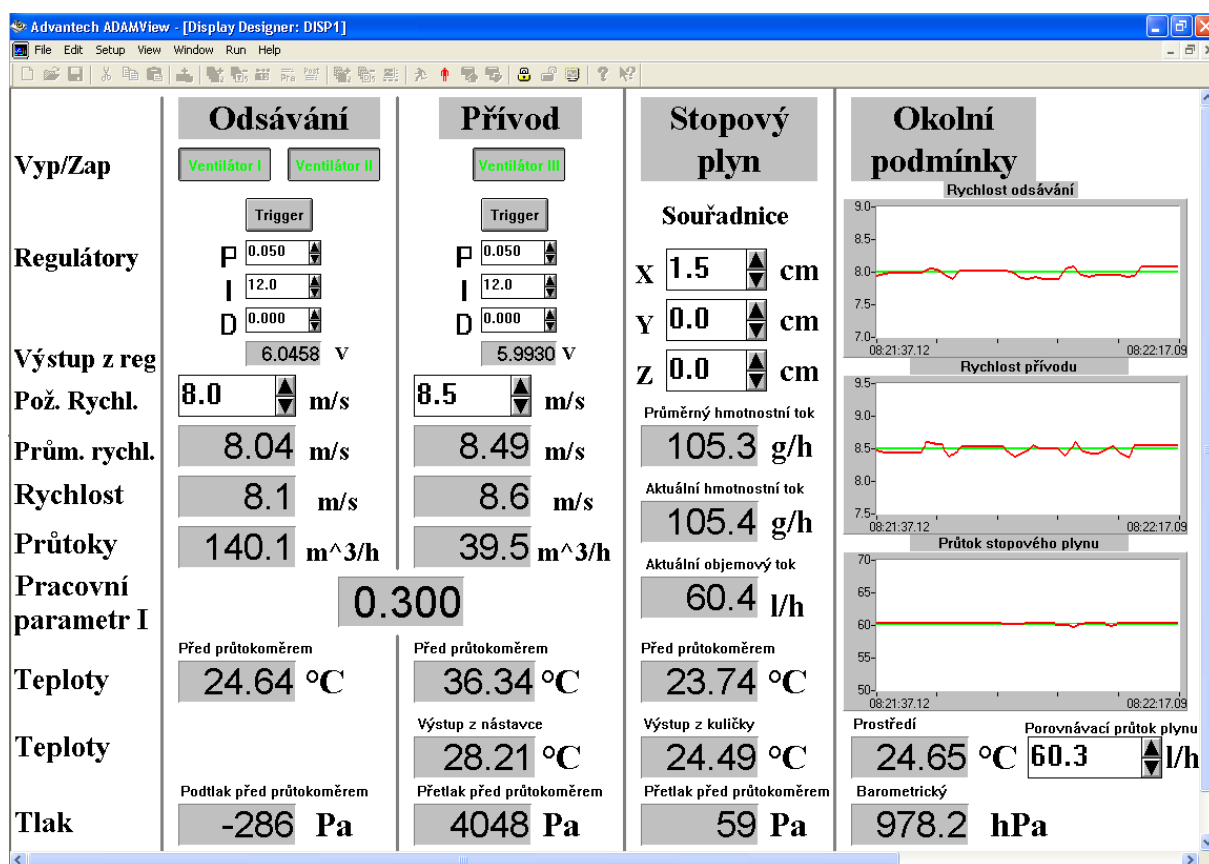 Advantech ADAMView - [Display Designer: DISP1]
File Edit Setup View Window Run Help
Odsávání
Přívod
Stopový
plyn
Okolní
podmínky
Vyp/Zap
Ventilátor I
Ventilátor II
Ventilátor III
Rychlost odsávání
9.0
8.5
8.0
7.5
7.0
08:21:37.12
08:22:17.09
Trigger
Trigger
Souřadnice
Regulátory
P 0.050
I 12.0
D 0.000
P 0.050
I 12.0
D 0.000
X 1.5 cm
Y 0.0 cm
Z 0.0 cm
Výstup z reg
6.0458 V
5.9930 V
Rychlost přívodu
9.5
9.0
8.5
8.0
7.5
08:21:37.12
08:22:17.09
Pož. Rychl.
8.0 m/s
8.5 m/s
Průměrný hmotnostní tok
105.3 g/h
Prům. rychl.
8.04 m/s
8.49 m/s
Aktuální hmotnostní tok
105.4 g/h
Rychlost
8.1 m/s
8.6 m/s
Průtoky
140.1 m^3/h
39.5 m^3/h
Průtok stopového plynu
70
65
60
55
50
08:21:37.12
08:22:17.09
Aktuální objemový tok
60.4 l/h
Pracovní
parametr I
0.300
Teploty
Před průtokoměrem
24.64 °C
Před průtokoměrem
36.34 °C
Před průtokoměrem
23.74 °C
Teploty
Výstup z nástavce
28.21 °C
Výstup z kuličky
24.49 °C
Prostředí
24.65 °C
Porovnávací průtok plynu
60.3 l/h
Tlak
Podtlak před průtokoměrem
-286 Pa
Přetlak před průtokoměrem
4048 Pa
Přetlak před průtokoměrem
59 Pa
Barometrický
978.2 hPa